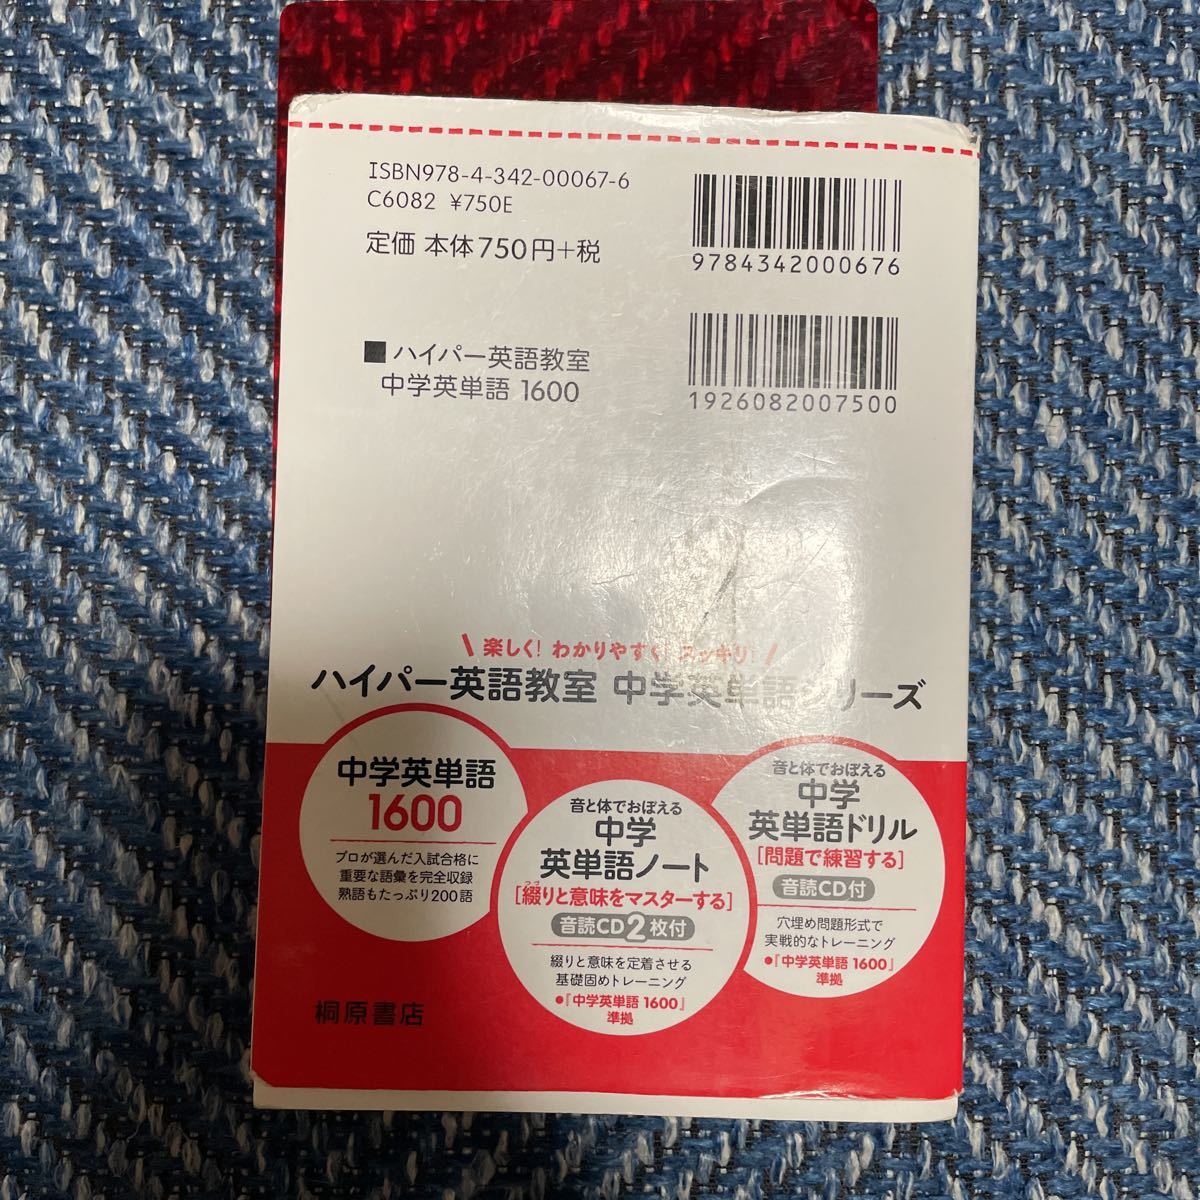 ISBN978-4-342-00067-6
C6082 ¥750E
定価 本体750円+税
9784342000676
1926082007500
■ハイパー英語教室
中学英単語 1600
\ 楽しく! わかりやすく! スッキリ! /
ハイパー英語教室 中学英単語シリーズ
中学英単語
1600
プロが選んだ入試合格に
重要な語彙を完全収録
熟語もたっぷり200語
音と体でおぼえる
中学
英単語ノート
[綴りと意味をマスターする]
つづ
音読CD2枚付
綴りと意味を定着させる
基礎固めトレーニング
●『中学英単語 1600』
準拠
音と体でおぼえる
中学
英単語ドリル
[問題で練習する]
音読CD付
穴埋め問題形式で
実戦的なトレーニング
●『中学英単語 1600』
準拠
桐原書店